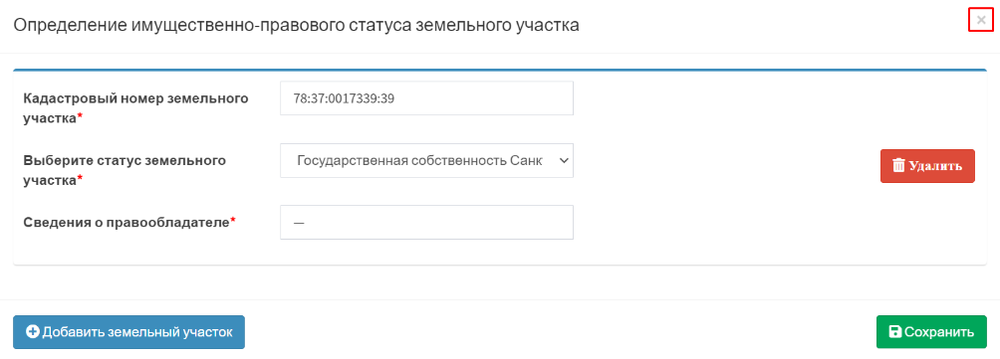 Определение имущественно-правового статуса земельного участка
×
Кадастровый номер земельного
участка*
78:37:0017339:39
Выберите статус земельного
участка*
Государственная собственность Санк
Удалить
Сведения о правообладателе*
—
Добавить земельный участок
Сохранить